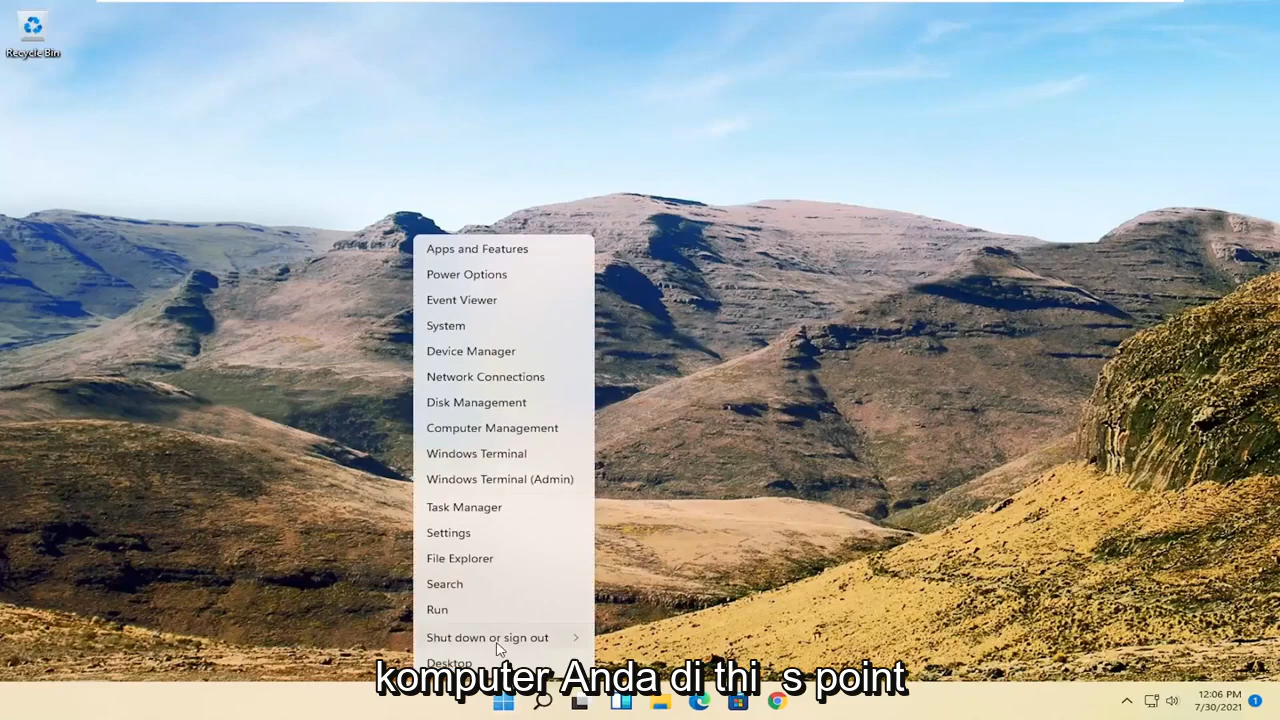 Recycle Bin
Apps and Features
Power Options
Event Viewer
System
Device Manager
Network Connections
Disk Management
Computer Management
Windows Terminal
Windows Terminal (Admin)
Task Manager
Settings
File Explorer
Search
Run
Shut down or sign out
Desktop
komputer Anda di thi s point
12:06 PM
7/30/2021
1